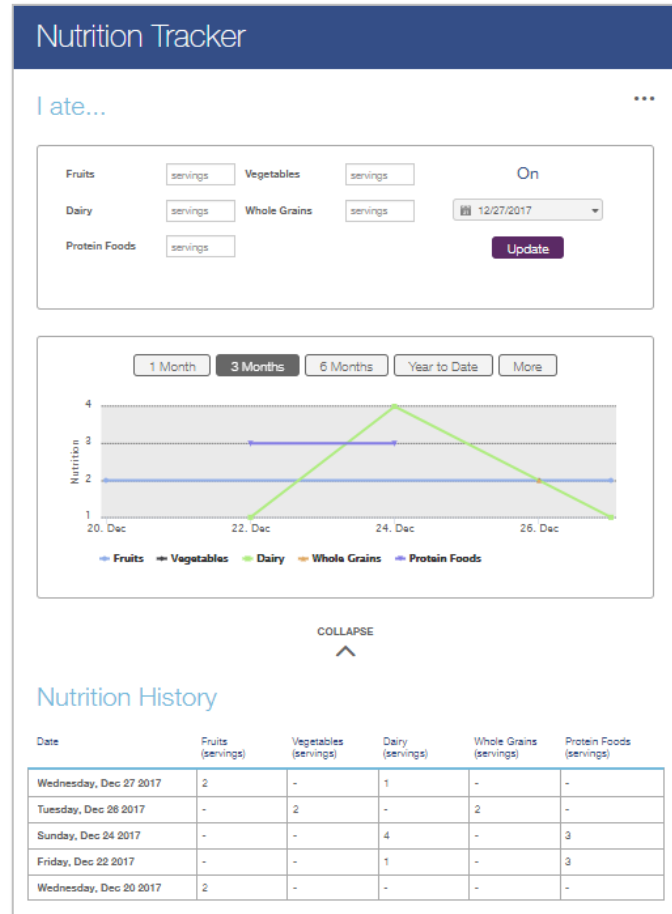 Nutrition Tracker
I ate...
Fruits servings Vegetables servings On
Dairy servings Whole Grains servings 12/27/2017
Protein Foods servings Update
1 Month 3 Months 6 Months Year to Date More
Nutrition
4
3
2
1
20. Dec 22. Dec 24. Dec 26. Dec
Fruits Vegetables Dairy Whole Grains Protein Foods
COLLAPSE
Nutrition History
Date Fruits (servings) Vegetables (servings) Dairy (servings) Whole Grains (servings) Protein Foods (servings)
Wednesday, Dec 27 2017 2 - 1 - -
Tuesday, Dec 26 2017 - 2 - 2 -
Sunday, Dec 24 2017 - - 4 - 3
Friday, Dec 22 2017 - - 1 - 3
Wednesday, Dec 20 2017 2 - - - -